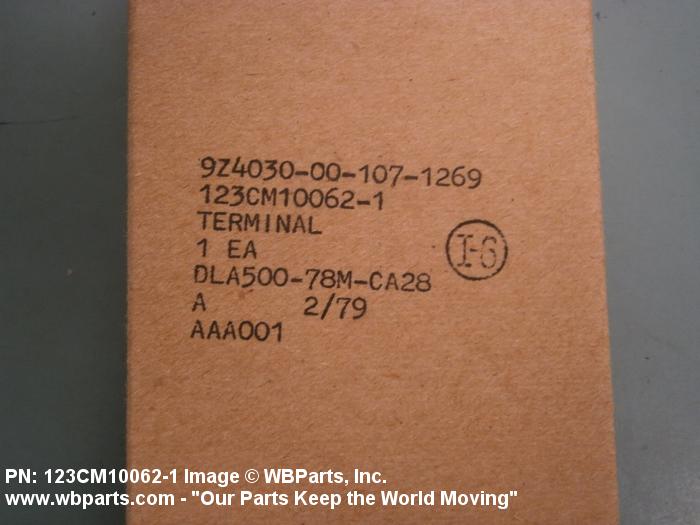 9Z4030-00-107-1269
123CM10062-1
TERMINAL
1 EA
I-6
DLA500-78M-CA28
A 2/79
AAA001
PN: 123CM10062-1 Image © WBParts, Inc.
www.wbparts.com - "Our Parts Keep the World Moving"